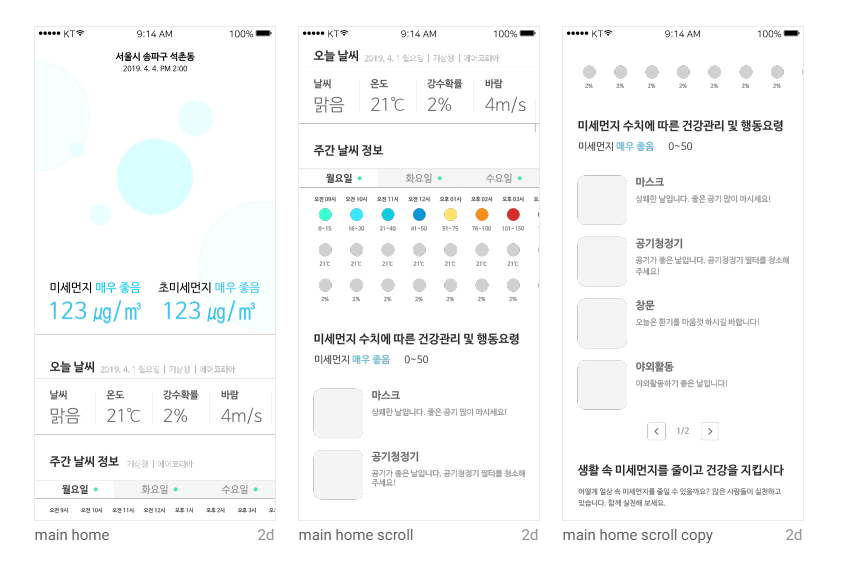 KT 9:14 AM 100%
서울시 송파구 석촌동
2019. 4. 4. PM 2:00
미세먼지 매우 좋음 초미세먼지 매우 좋음
123 µg/m³ 123 µg/m³
오늘 날씨 2019. 4. 1 월요일 | 기상청 | 에어코리아
날씨 온도 강수확률 바람
맑음 21℃ 2% 4m/s
주간 날씨 정보 기상청 | 에어코리아
월요일 화요일 수요일
오전 9시 오전 10시 오전 11시 오전 12시 오후 1시 오후 2시 오후 3시
main home 2d
KT 9:14 AM 100%
오늘 날씨 2019. 4. 1 월요일 | 기상청 | 에어코리아
날씨 온도 강수확률 바람
맑음 21℃ 2% 4m/s
주간 날씨 정보
월요일 화요일 수요일
오전 09시 오전 10시 오전 11시 오전 12시 오후 01시 오후 02시 오후 03시
0~15 16~30 31~40 41~50 51~75 76~100 101~150
21℃ 21℃ 21℃ 21℃ 21℃ 21℃ 21℃
2% 2% 2% 2% 2% 2% 2%
미세먼지 수치에 따른 건강관리 및 행동요령
미세먼지 매우 좋음 0~50
마스크
상쾌한 날입니다. 좋은 공기 많이 마시세요!
공기청정기
공기가 좋은 날입니다. 공기청정기 필터를 청소해
주세요!
main home scroll 2d
KT 9:14 AM 100%
2% 2% 2% 2% 2% 2% 2%
미세먼지 수치에 따른 건강관리 및 행동요령
미세먼지 매우 좋음 0~50
마스크
상쾌한 날입니다. 좋은 공기 많이 마시세요!
공기청정기
공기가 좋은 날입니다. 공기청정기 필터를 청소해
주세요!
창문
오늘은 환기를 마음껏 하시길 바랍니다!
야외활동
야외활동하기 좋은 날입니다!
< 1/2 >
생활 속 미세먼지를 줄이고 건강을 지킵시다
어떻게 일상 속 미세먼지를 줄일 수 있을까요? 많은 사람들이 실천하고
있습니다. 함께 실천해 보세요.
main home scroll copy 2d